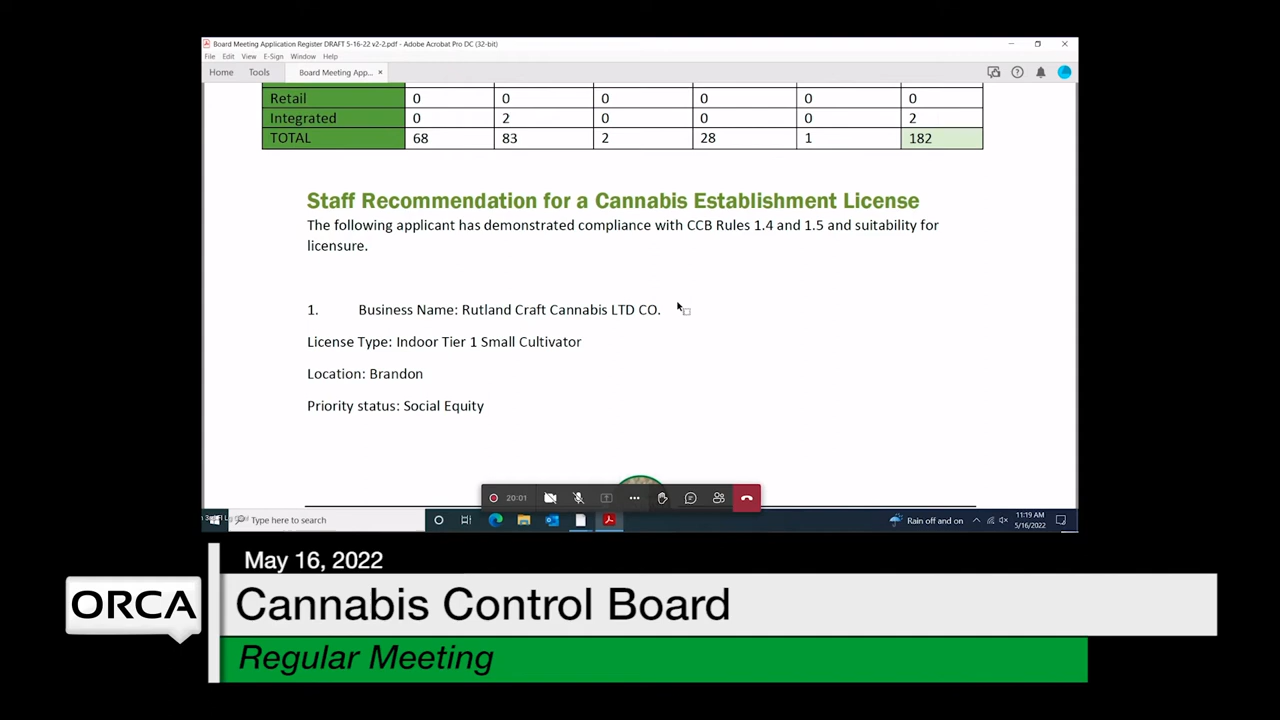 Board Meeting Application Register DRAFT 5-16-22 v2-2.pdf - Adobe Acrobat Pro DC (32-bit)
File Edit View E-Sign Window Help
Home Tools Board Meeting App... ×
Retail 0 0 0 0 0 0
Integrated 0 2 0 0 0 2
TOTAL 68 83 2 28 1 182
Staff Recommendation for a Cannabis Establishment License
The following applicant has demonstrated compliance with CCB Rules 1.4 and 1.5 and suitability for
licensure.
1. Business Name: Rutland Craft Cannabis LTD CO.
License Type: Indoor Tier 1 Small Cultivator
Location: Brandon
Priority status: Social Equity
20:01
Type here to search
Rain off and on
11:19 AM
5/16/2022
May 16, 2022
ORCA
Cannabis Control Board
Regular Meeting